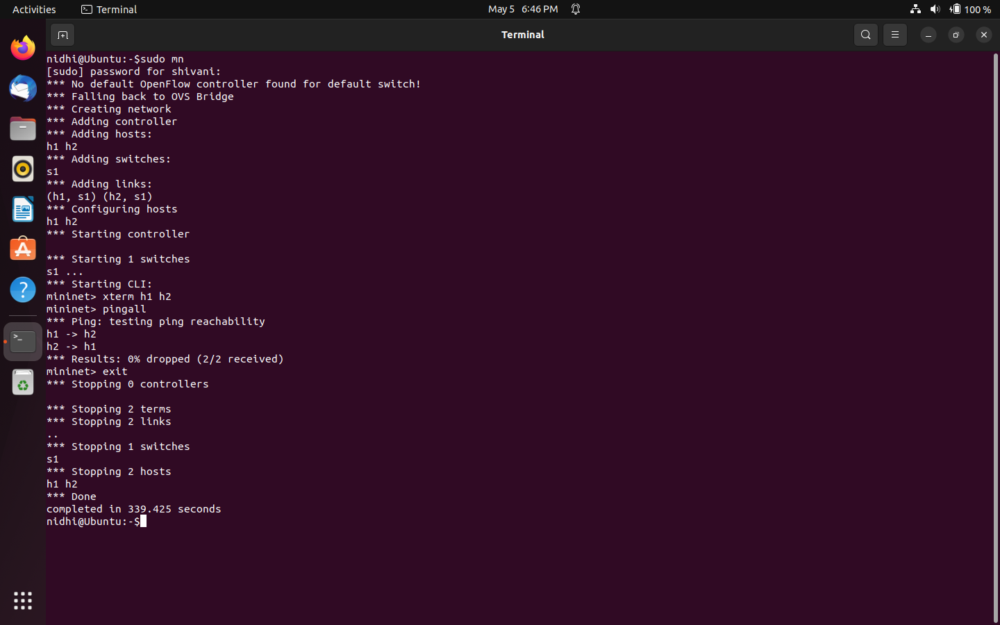 Activities
Terminal
May 5 6:46 PM
100 %
Terminal
nidhi@Ubuntu:-$sudo mn
[sudo] password for shivani:
*** No default OpenFlow controller found for default switch!
*** Falling back to OVS Bridge
*** Creating network
*** Adding controller
*** Adding hosts:
h1 h2
*** Adding switches:
s1
*** Adding links:
(h1, s1) (h2, s1)
*** Configuring hosts
h1 h2
*** Starting controller
*** Starting 1 switches
s1 ...
*** Starting CLI:
mininet> xterm h1 h2
mininet> pingall
*** Ping: testing ping reachability
h1 -> h2
h2 -> h1
*** Results: 0% dropped (2/2 received)
mininet> exit
*** Stopping 0 controllers
*** Stopping 2 terms
*** Stopping 2 links
..
*** Stopping 1 switches
s1
*** Stopping 2 hosts
h1 h2
*** Done
completed in 339.425 seconds
nidhi@Ubuntu:-$